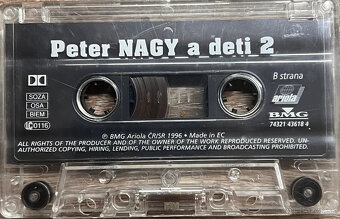 Peter NAGY a deti 2
B strana
SOZA
OSA
BIEM
LC 0116
ariola
BMG
74321 43618 4
℗ BMG Ariola ČR/SR 1996 • Made in EC
ALL RIGHTS OF THE PRODUCER AND OF THE OWNER OF THE WORK REPRODUCED RESERVED. UN-
AUTHORIZED COPYING, HIRING, LENDING, PUBLIC PERFORMANCE AND BROADCASTING PROHIBITED.